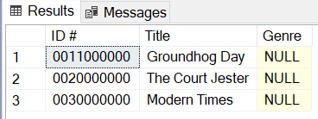 Results Messages
ID # Title Genre
1 0011000000 Groundhog Day NULL
2 0020000000 The Court Jester NULL
3 0030000000 Modern Times NULL